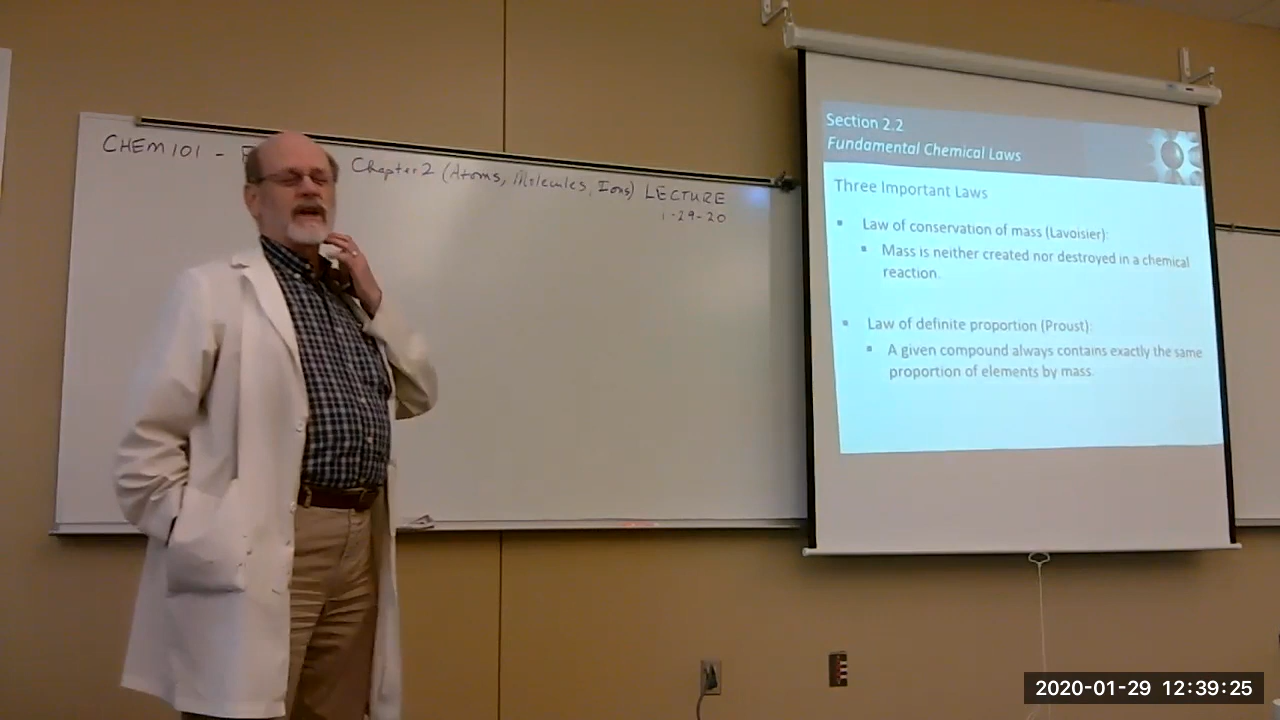 CHEM 101 -
Chapter 2 (Atoms, Molecules, Ions) LECTURE
1-29-20
Section 2.2
Fundamental Chemical Laws
Three Important Laws
▪ Law of conservation of mass (Lavoisier):
▪ Mass is neither created nor destroyed in a chemical
reaction.
▪ Law of definite proportion (Proust):
▪ A given compound always contains exactly the same
proportion of elements by mass.
2020-01-29 12:39:25